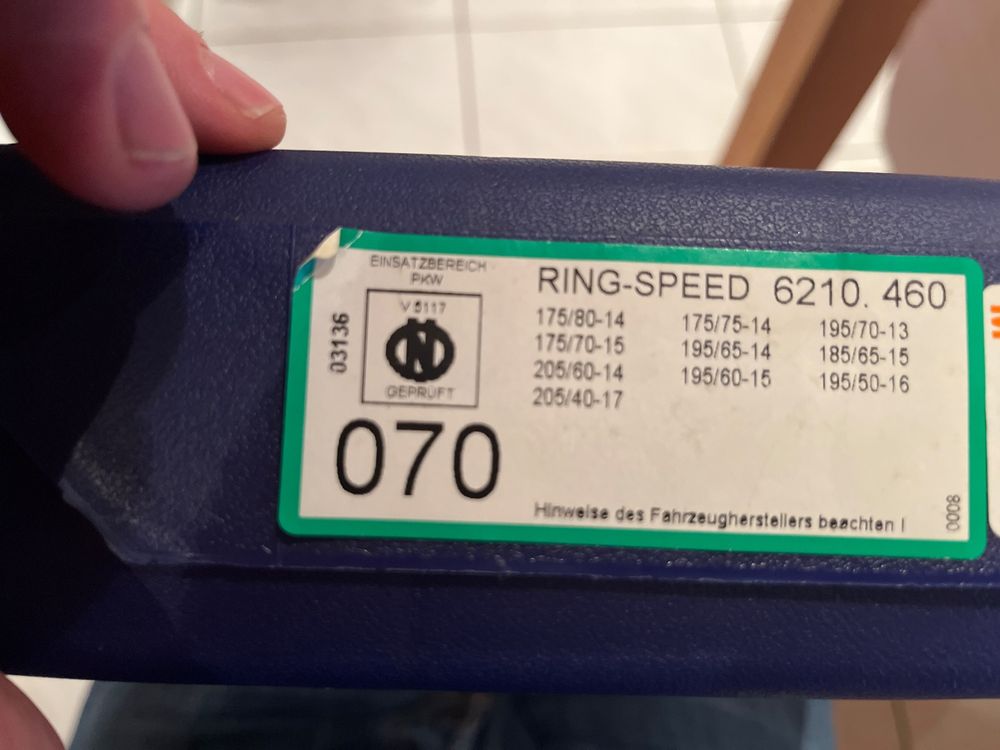 EINSATZBEREICH
PKW
V 5117
GEPRÜFT
03136
070
RING-SPEED 6210. 460
175/80-14 175/75-14 195/70-13
175/70-15 195/65-14 185/65-15
205/60-14 195/60-15 195/50-16
205/40-17
Hinweise des Fahrzeugherstellers beachten !
0008